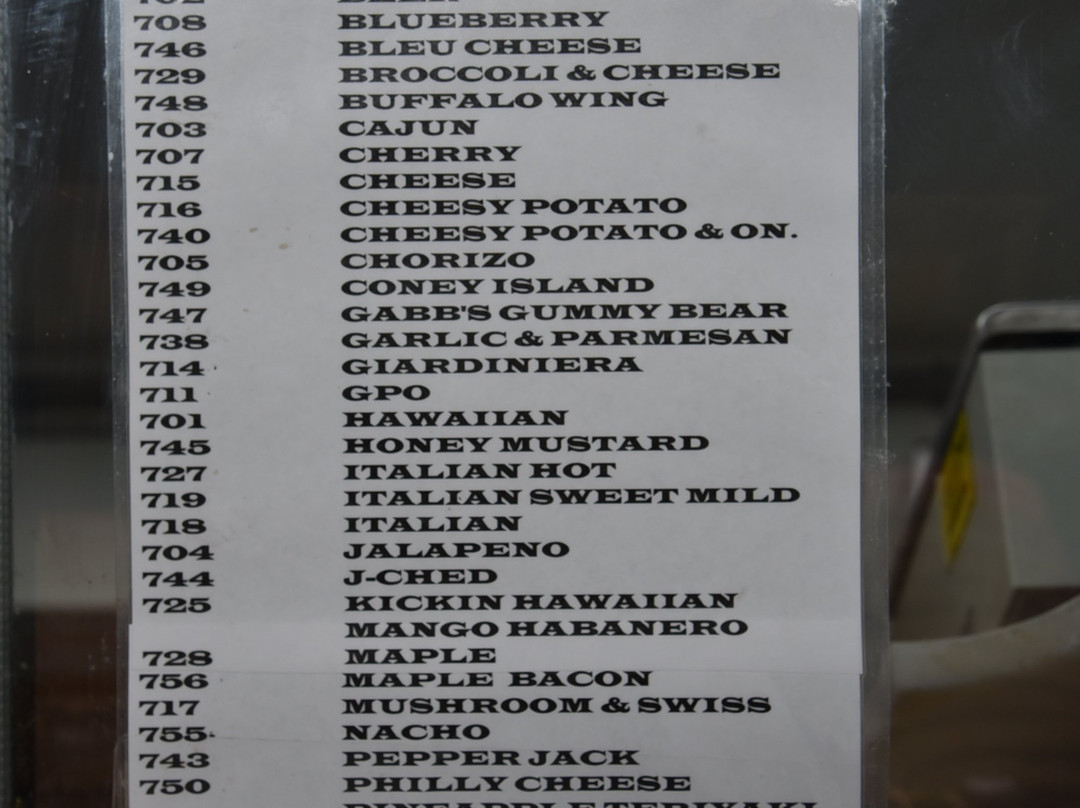 708 BLUEBERRY
746 BLEU CHEESE
729 BROCCOLI & CHEESE
748 BUFFALO WING
703 CAJUN
707 CHERRY
715 CHEESE
716 CHEESY POTATO
740 CHEESY POTATO & ON.
705 CHORIZO
749 CONEY ISLAND
747 GABB'S GUMMY BEAR
738 GARLIC & PARMESAN
714 GIARDINIERA
711 GPO
701 HAWAIIAN
745 HONEY MUSTARD
727 ITALIAN HOT
719 ITALIAN SWEET MILD
718 ITALIAN
704 JALAPENO
744 J-CHED
725 KICKIN HAWAIIAN
MANGO HABANERO
728 MAPLE
756 MAPLE BACON
717 MUSHROOM & SWISS
755 NACHO
743 PEPPER JACK
750 PHILLY CHEESE
PINEAPPLE TERIYAKI